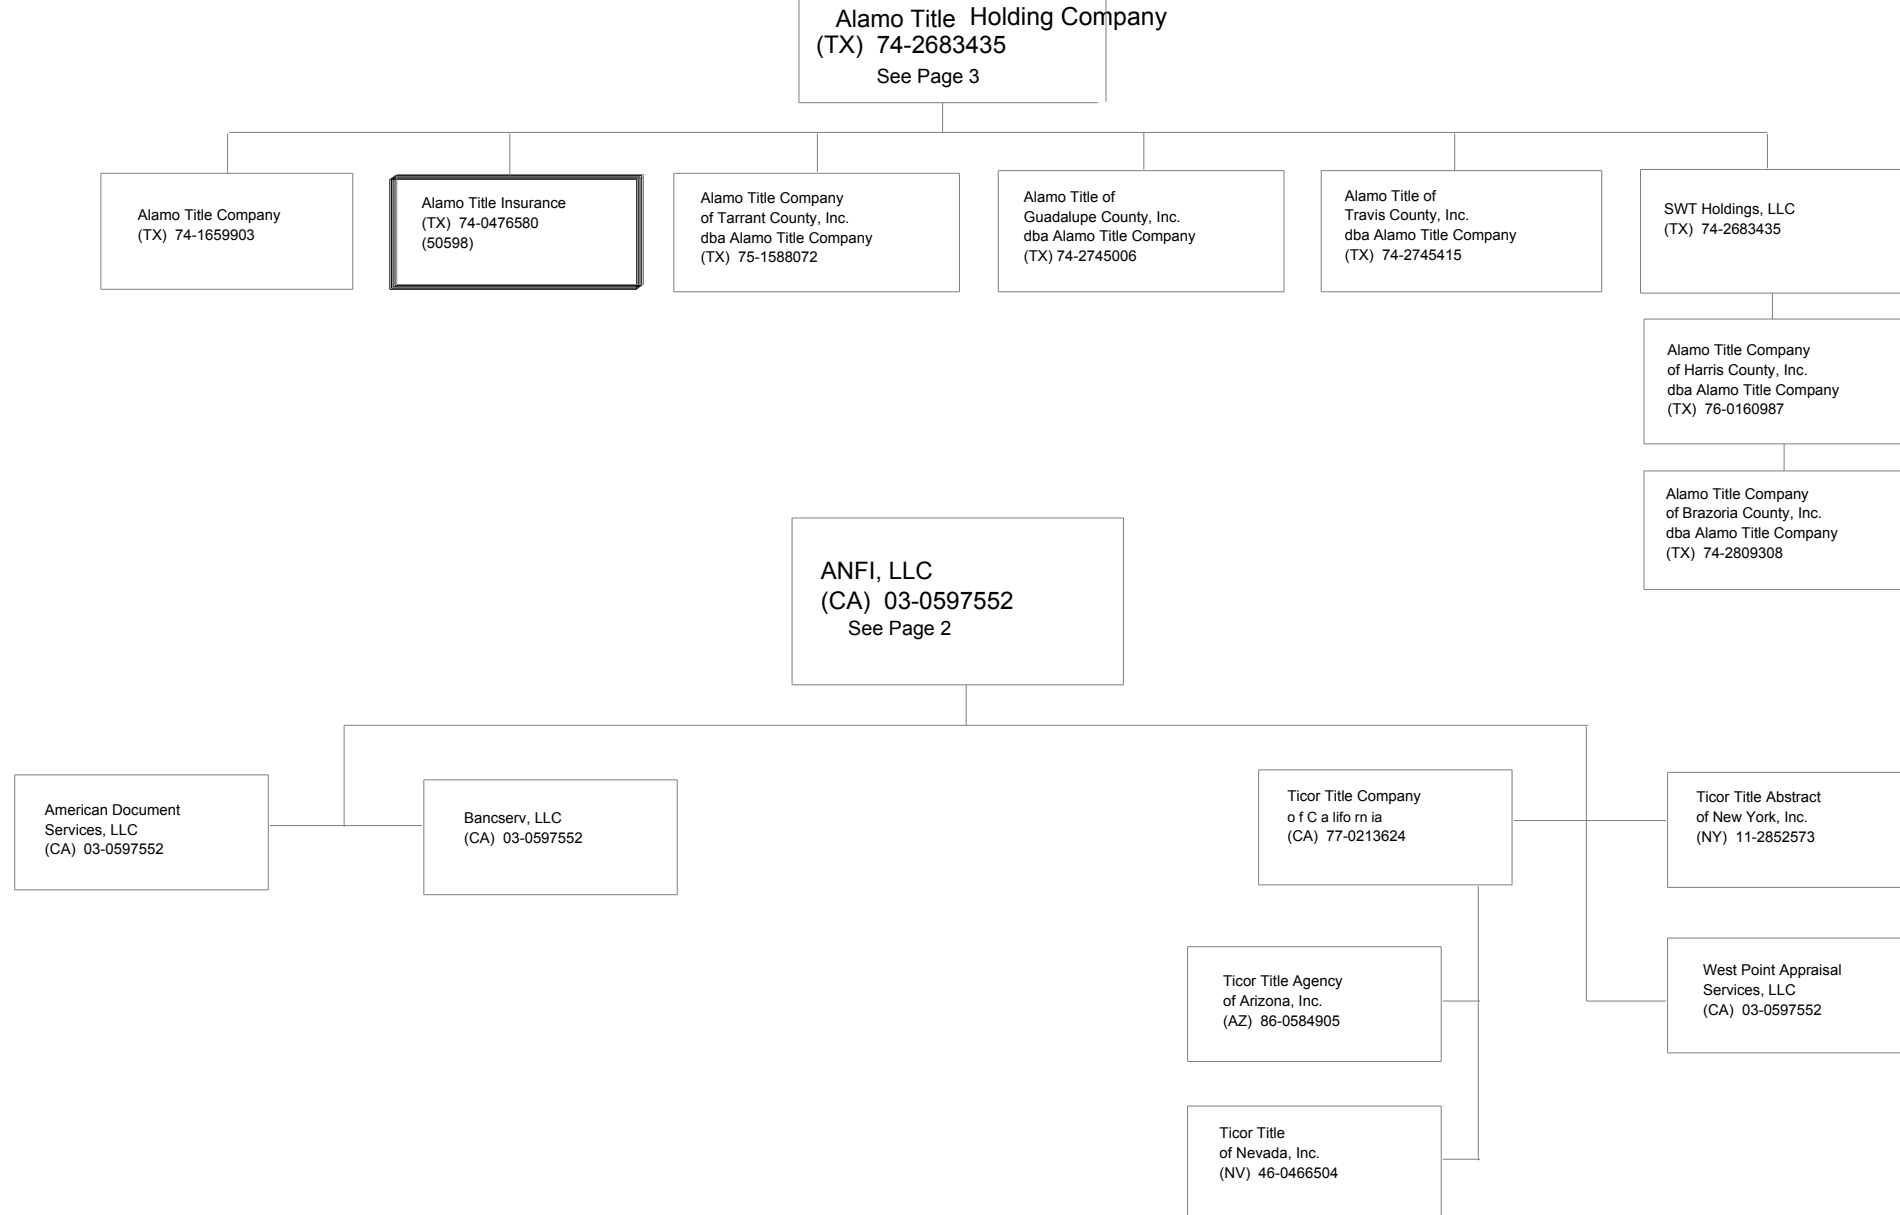 Alamo Title Holding Company
(TX) 74-2683435
See Page 3
Alamo Title Company
(TX) 74-1659903
Alamo Title Insurance
(TX) 74-0476580
(50598)
Alamo Title Company
of Tarrant County, Inc.
dba Alamo Title Company
(TX) 75-1588072
Alamo Title of
Guadalupe County, Inc.
dba Alamo Title Company
(TX) 74-2745006
Alamo Title of
Travis County, Inc.
dba Alamo Title Company
(TX) 74-2745415
SWT Holdings, LLC
(TX) 74-2683435
Alamo Title Company
of Harris County, Inc.
dba Alamo Title Company
(TX) 76-0160987
Alamo Title Company
of Brazoria County, Inc.
dba Alamo Title Company
(TX) 74-2809308
ANFI, LLC
(CA) 03-0597552
See Page 2
American Document
Services, LLC
(CA) 03-0597552
Bancserv, LLC
(CA) 03-0597552
Ticor Title Company
o f C a lifo rn ia
(CA) 77-0213624
Ticor Title Abstract
of New York, Inc.
(NY) 11-2852573
Ticor Title Agency
of Arizona, Inc.
(AZ) 86-0584905
West Point Appraisal
Services, LLC
(CA) 03-0597552
Ticor Title
of Nevada, Inc.
(NV) 46-0466504